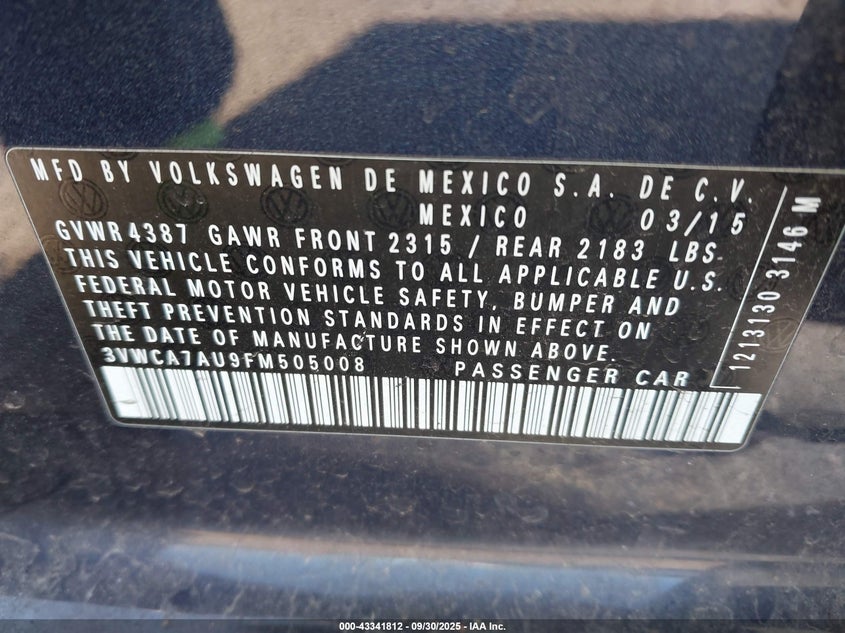 MFD BY VOLKSWAGEN DE MEXICO S.A. DE C.V.
MEXICO 03/15
GVWR4387 GAWR FRONT 2315 / REAR 2183 LBS
THIS VEHICLE CONFORMS TO ALL APPLICABLE U.S.
FEDERAL MOTOR VEHICLE SAFETY, BUMPER AND
THEFT PREVENTION STANDARDS IN EFFECT ON
THE DATE OF MANUFACTURE SHOWN ABOVE.
3VWCA7AU9FM505008 PASSENGER CAR
1213130 3146 M
000-43341812 - 09/30/2025 - IAA Inc.